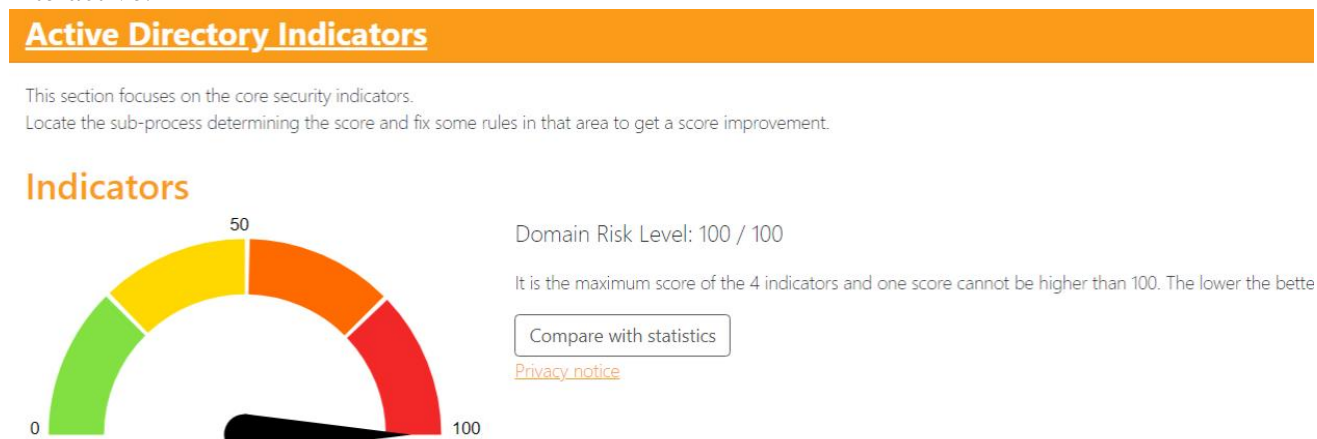 Active Directory Indicators
This section focuses on the core security indicators.
Locate the sub-process determining the score and fix some rules in that area to get a score improvement.
Indicators
50
0
100
Domain Risk Level: 100 / 100
It is the maximum score of the 4 indicators and one score cannot be higher than 100. The lower the bette
Compare with statistics
Privacy notice